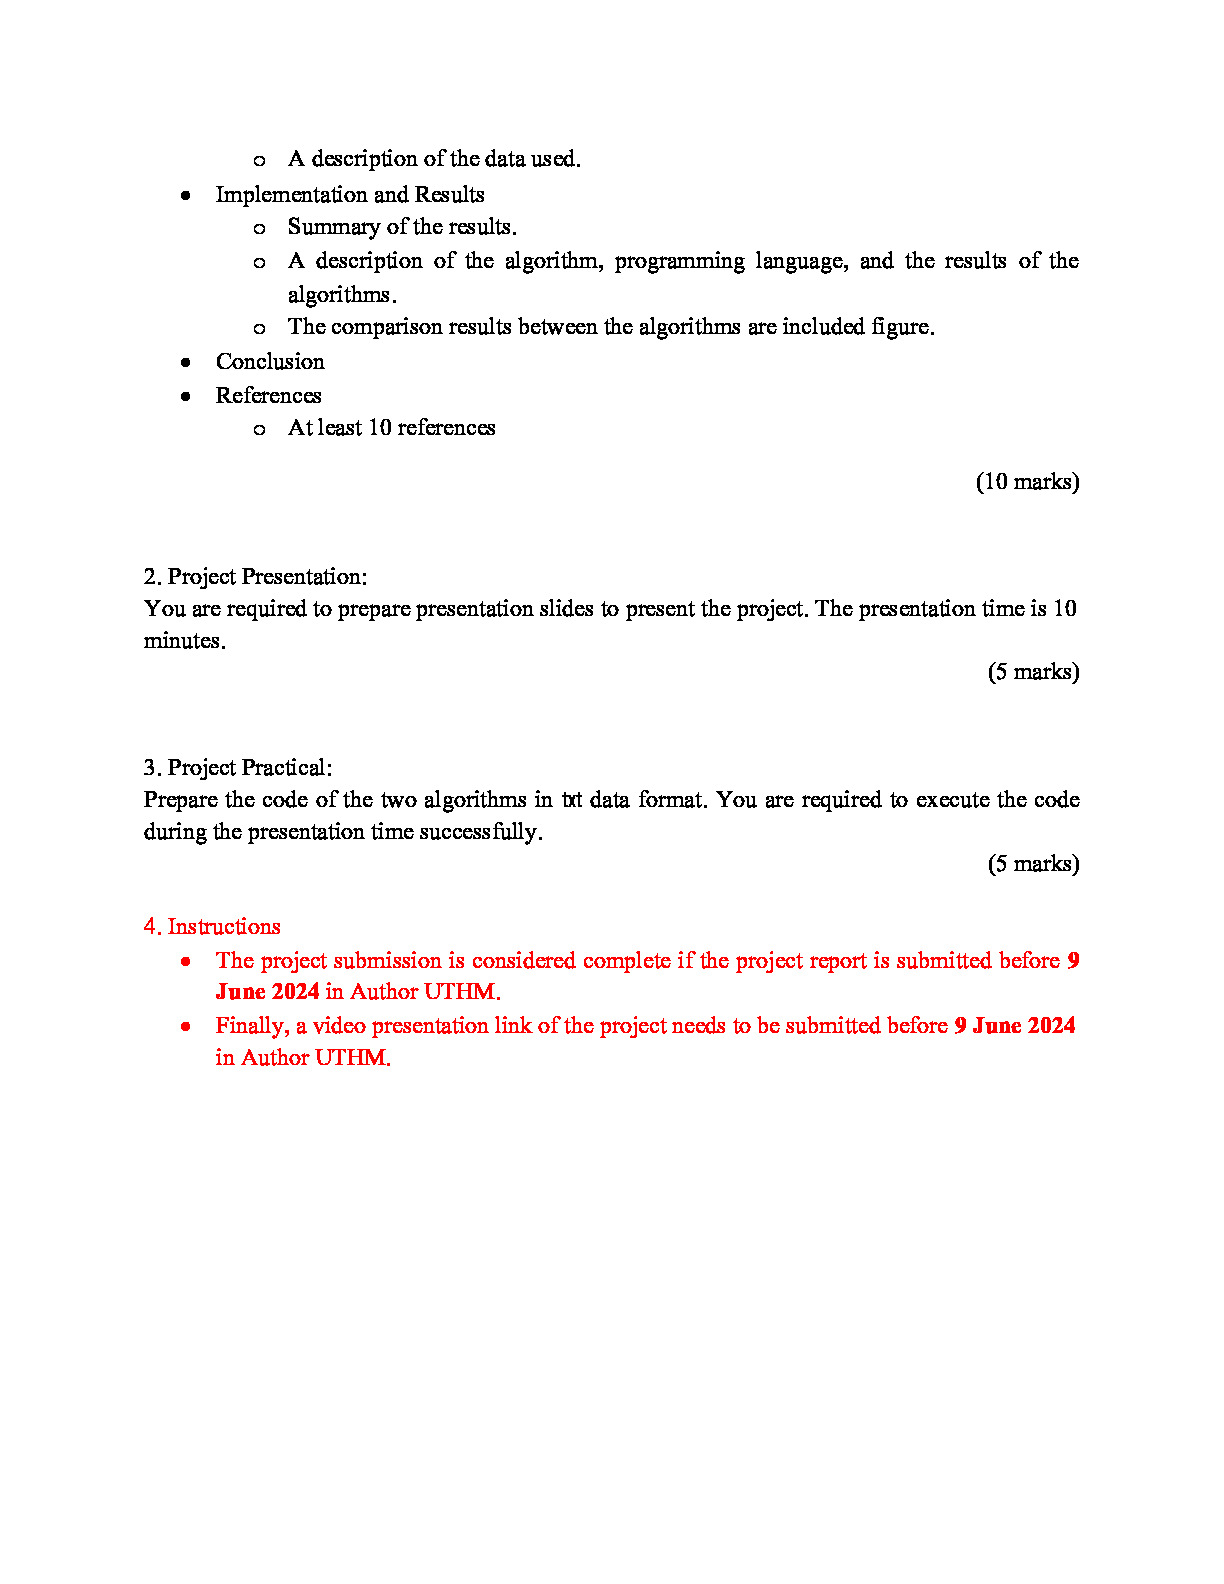 o A description of the data used.
● Implementation and Results
o Summary of the results.
o A description of the algorithm, programming language, and the results of the
algorithms.
o The comparison results between the algorithms are included figure.
● Conclusion
● References
o At least 10 references
(10 marks)
2. Project Presentation:
You are required to prepare presentation slides to present the project. The presentation time is 10
minutes.
(5 marks)
3. Project Practical:
Prepare the code of the two algorithms in txt data format. You are required to execute the code
during the presentation time successfully.
(5 marks)
4. Instructions
● The project submission is considered complete if the project report is submitted before 9
June 2024 in Author UTHM.
● Finally, a video presentation link of the project needs to be submitted before 9 June 2024
in Author UTHM.